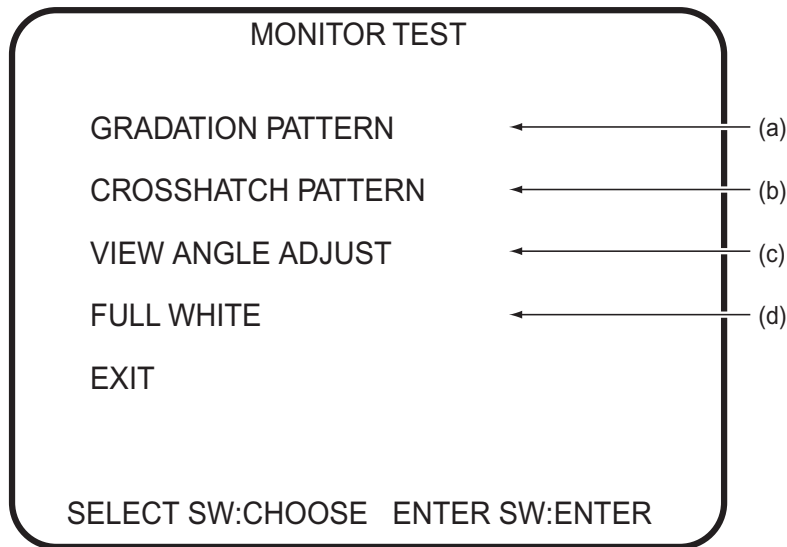 MONITOR TEST
GRADATION PATTERN (a)
CROSSHATCH PATTERN (b)
VIEW ANGLE ADJUST (c)
FULL WHITE (d)
EXIT
SELECT SW:CHOOSE ENTER SW:ENTER